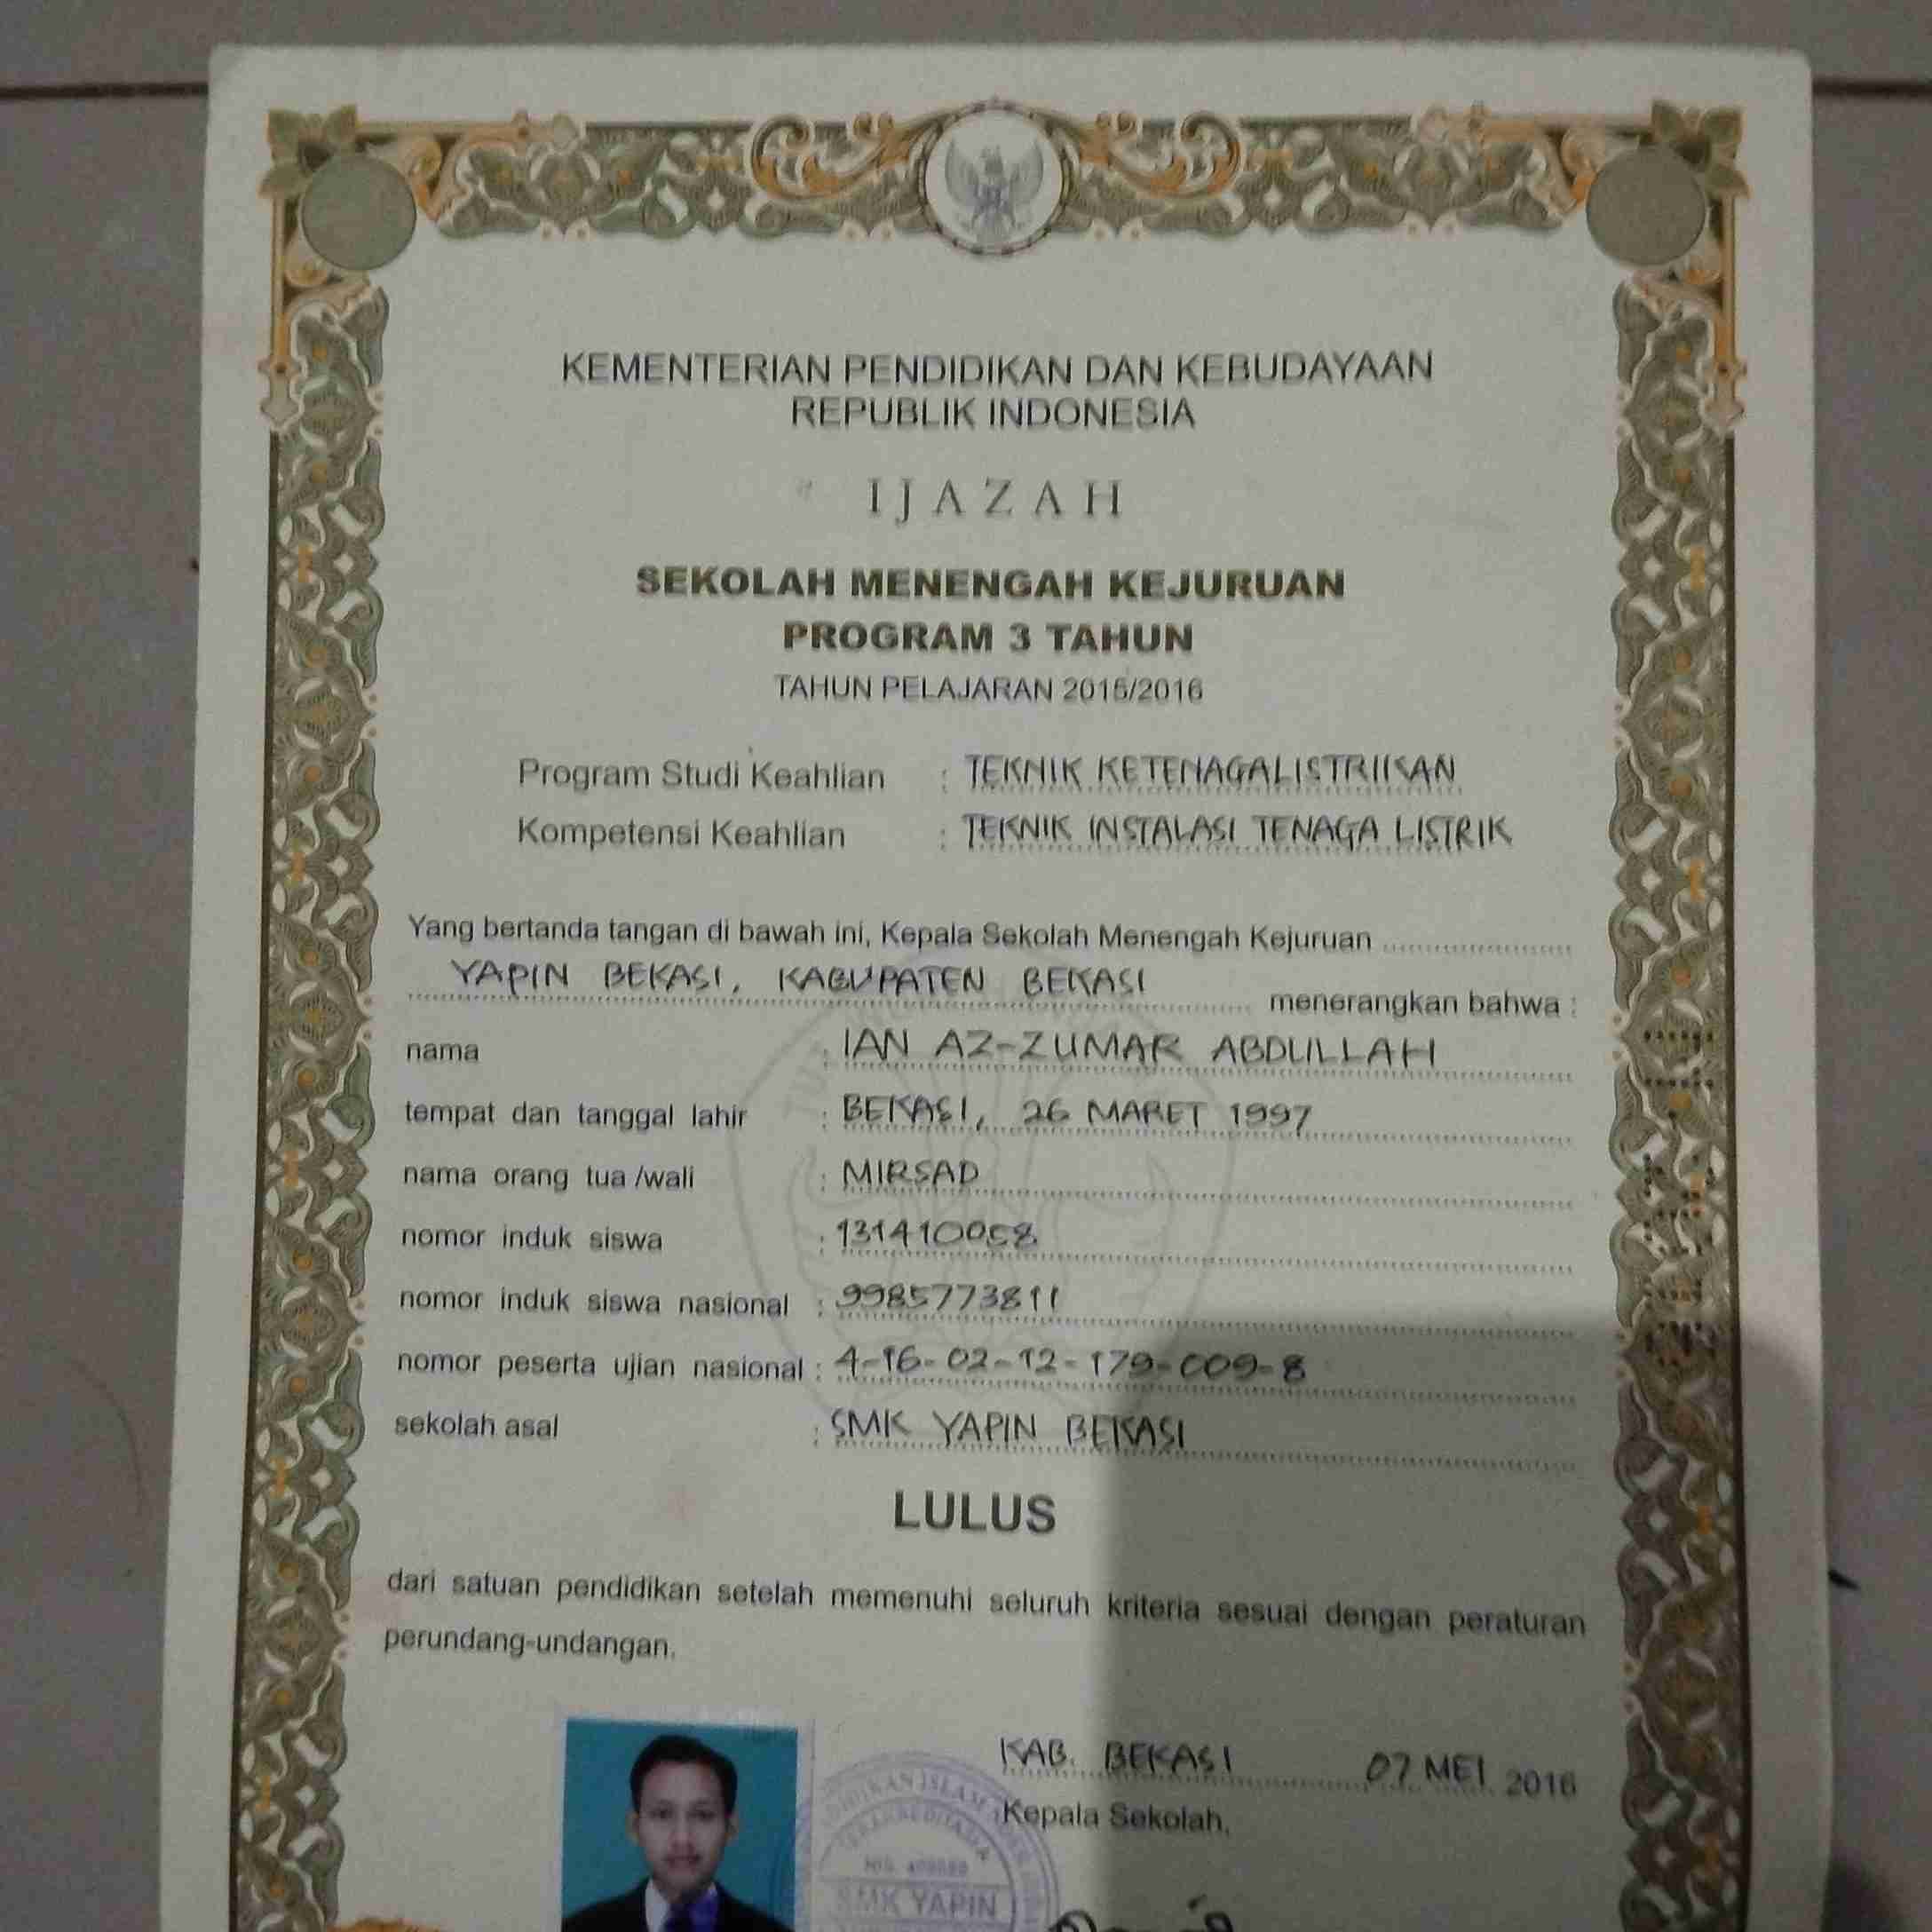 KEMENTERIAN PENDIDIKAN DAN KEBUDAYAAN
REPUBLIK INDONESIA
IJAZAH
SEKOLAH MENENGAH KEJURUAN
PROGRAM 3 TAHUN
TAHUN PELAJARAN 2015/2016
Program Studi Keahlian : TEKNIK KETENAGALISTRIKAN
Kompetensi Keahlian : TEKNIK INSTALASI TENAGA LISTRIK
Yang bertanda tangan di bawah ini, Kepala Sekolah Menengah Kejuruan
YAPIN BEKASI, KABUPATEN BEKASI menerangkan bahwa :
nama : IAN AZ-ZUMAR ABDULLAH
tempat dan tanggal lahir : BEKASI, 26 MARET 1997
nama orang tua /wali : MIRSAD
nomor induk siswa : 131410058
nomor induk siswa nasional : 9985773811
nomor peserta ujian nasional : 4-16-02-12-179-009-8
sekolah asal : SMK YAPIN BEKASI
LULUS
dari satuan pendidikan setelah memenuhi seluruh kriteria sesuai dengan peraturan
perundang-undangan.
KAB. BEKASI 07 MEI 2016
Kepala Sekolah,
SMK YAPIN